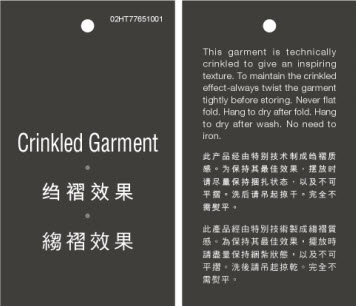 02HT77651001
Crinkled Garment
绉褶效果
縐褶效果
This garment is technically
crinkled to give an inspiring
texture. To maintain the crinkled
effect-always twist the garment
tightly before storing. Never flat
fold. Hang to dry after fold. Hang
to dry after wash. No need to
iron.
此产品经由特别技术制成绉褶质
感。为保持其最佳效果，摆放时
请尽量保持捆扎状态，以及不可
平摺。洗后请吊起掠干。完全不
需熨平。
此產品經由特別技術製成縐褶質
感。為保持其最佳效果，擺放時
請盡量保持綑紮狀態，以及不可
平摺。洗後請吊起掠乾。完全不
需熨平。